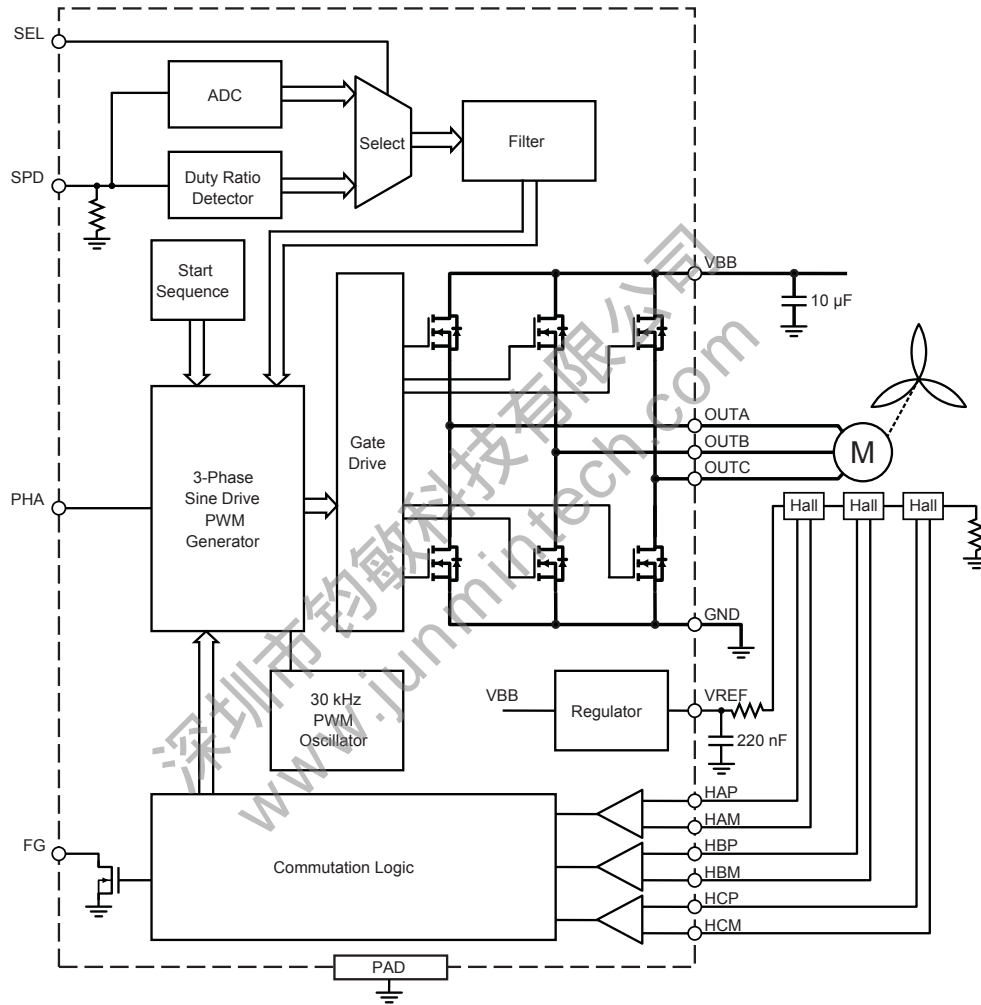 SEL
ADC
Select
Filter
SPD
Duty Ratio
Detector
Start
Sequence
VBB
10 µF
OUTA
OUTB
OUTC
M
Gate
Drive
3-Phase
Sine Drive
PWM
Generator
PHA
Hall
Hall
Hall
GND
30 kHz
PWM
Oscillator
VBB
Regulator
VREF
220 nF
HAP
HAM
HBP
HBM
HCP
HCM
FG
Commutation Logic
PAD
深圳市钧敏科技有限公司
www.junmintech.com